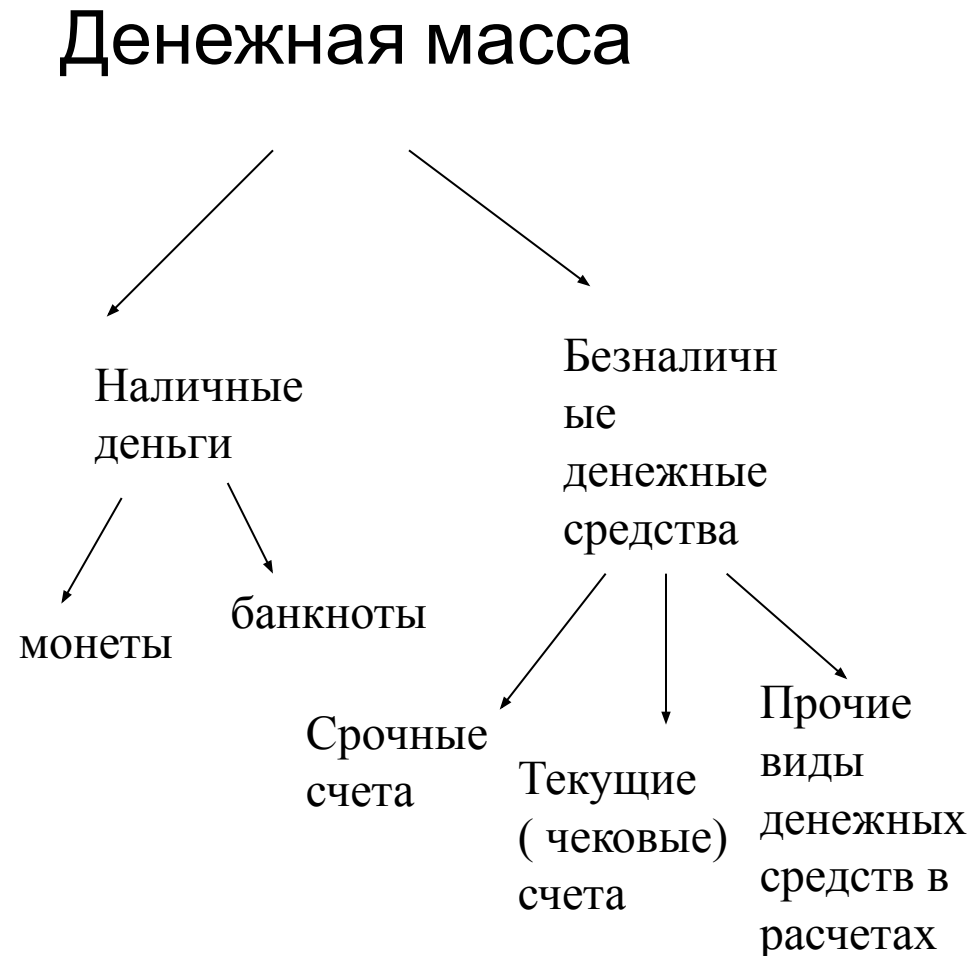 Денежная масса
Наличные
деньги
Безналичн
ые
денежные
средства
монеты
банкноты
Срочные
счета
Текущие
( чековые)
счета
Прочие
виды
денежных
средств в
расчетах